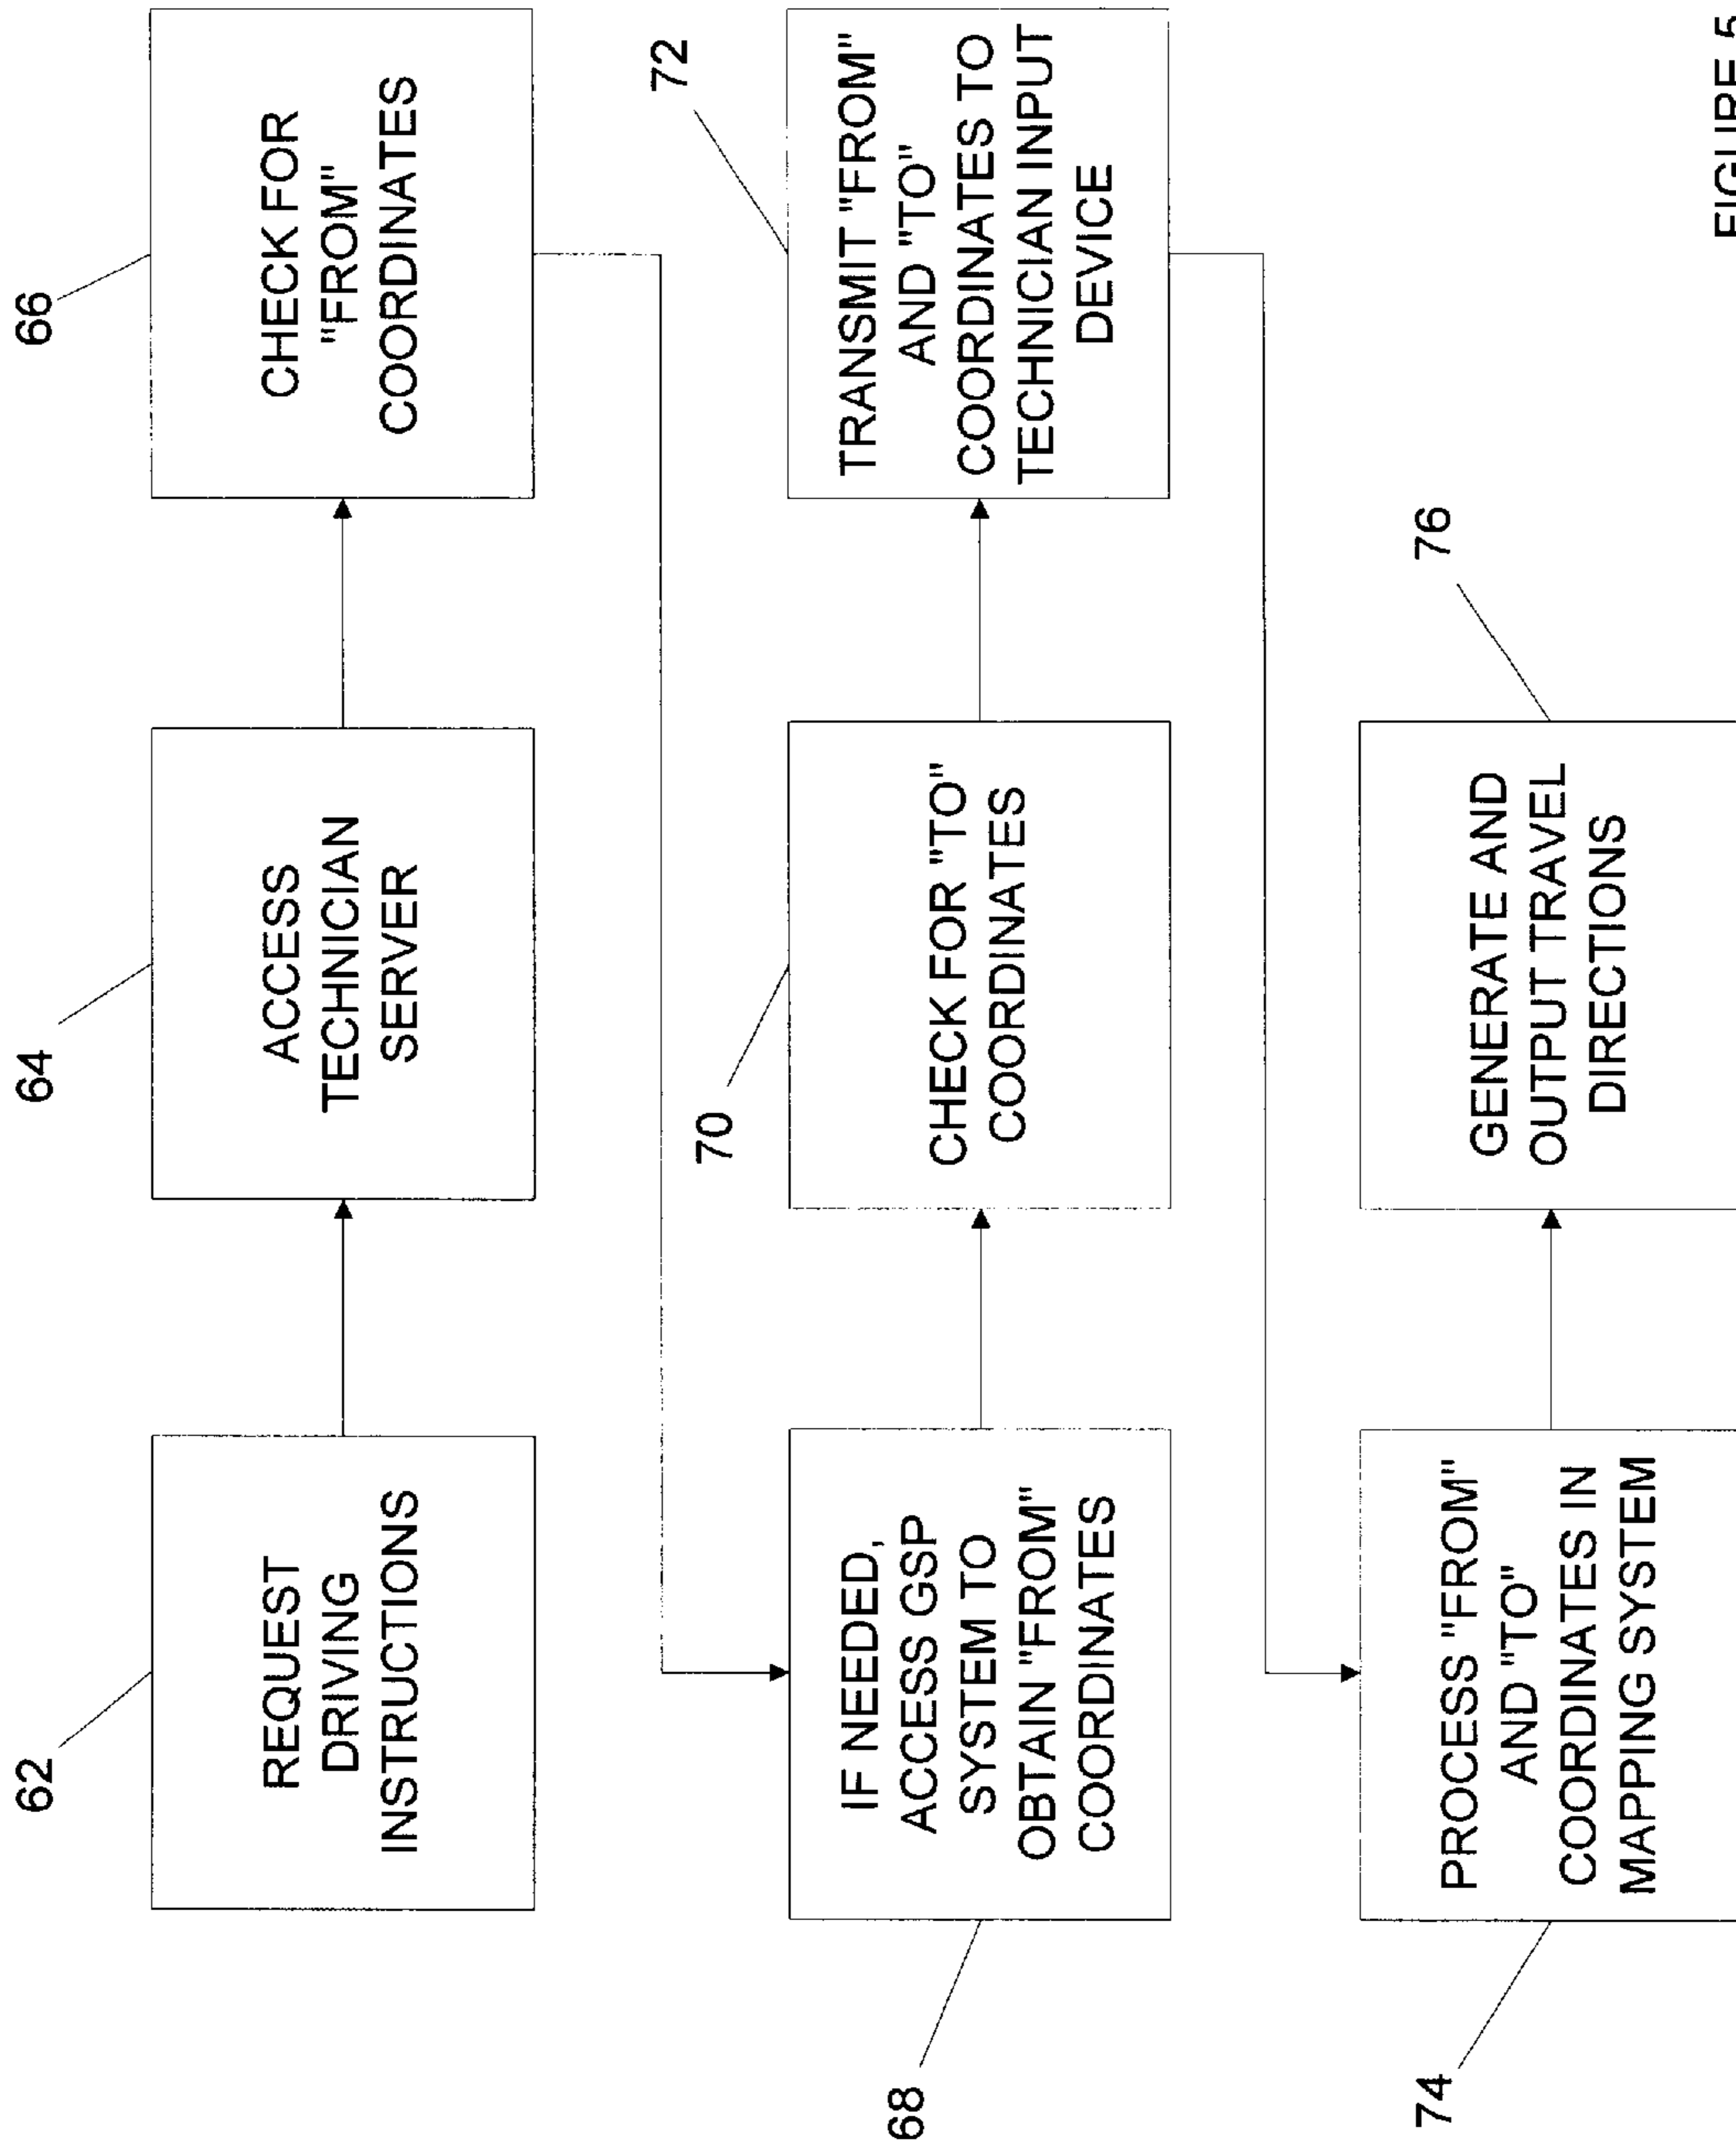 62
REQUEST
DRIVING
INSTRUCTIONS
64
ACCESS
TECHNICIAN
SERVER
66
CHECK FOR
"FROM"
COORDINATES
68
IF NEEDED,
ACCESS GSP
SYSTEM TO
OBTAIN "FROM"
COORDINATES
70
CHECK FOR "TO"
COORDINATES
72
TRANSMIT "FROM"
AND "TO"
COORDINATES TO
TECHNICIAN INPUT
DEVICE
74
PROCESS "FROM"
AND "TO"
COORDINATES IN
MAPPING SYSTEM
76
GENERATE AND
OUTPUT TRAVEL
DIRECTIONS
FIGURE 5